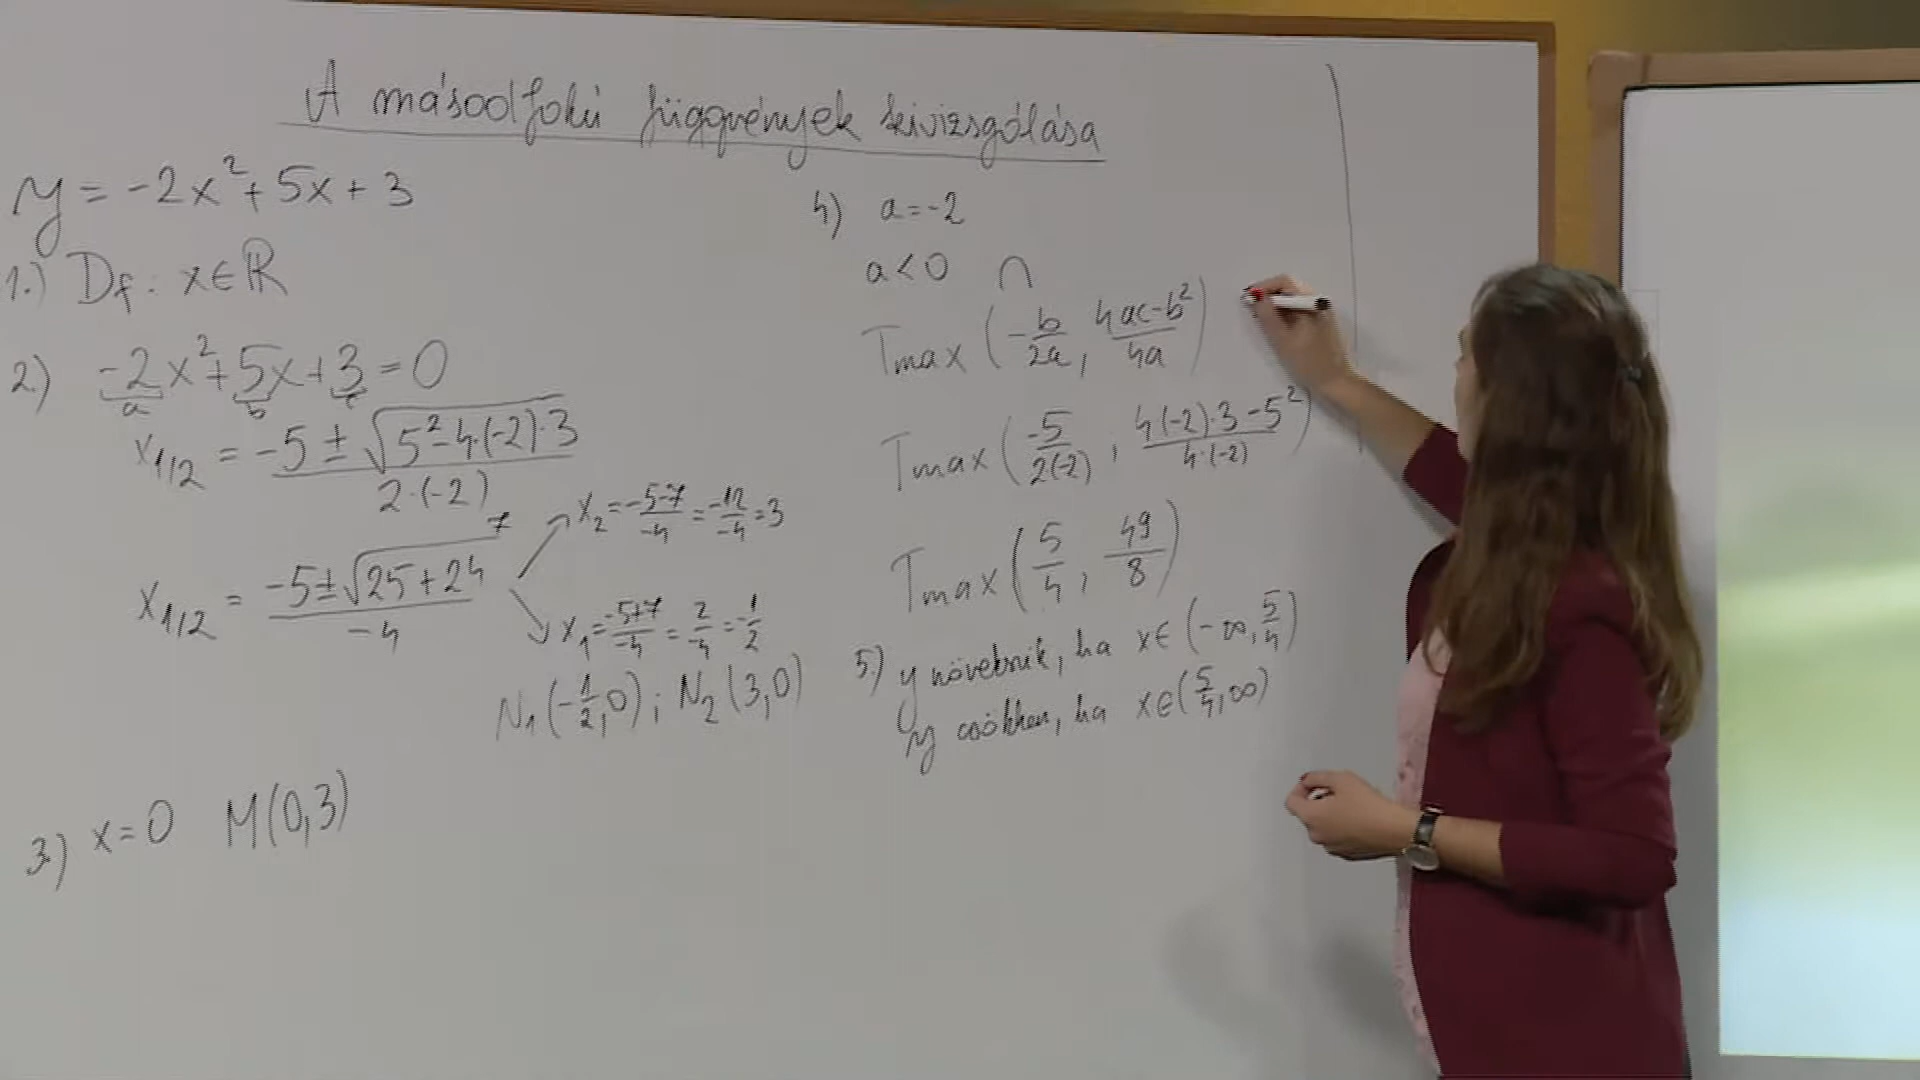 A másodfokú függvények kivizsgálása
y = -2x² + 5x + 3
1.) Df: x∈ℝ
2) -2x² + 5x + 3 = 0
a b c
x1/2 = (-5 ± √(5² - 4·(-2)·3)) / (2·(-2))
x1/2 = (-5 ± √(25 + 24)) / -4
7
x2 = (-5-7)/-4 = -12/-4 = 3
x1 = (-5+7)/-4 = 2/-4 = -1/2
N1(-1/2, 0); N2(3,0)
3) x=0 M(0,3)
4) a=-2
a<0 ∩
Tmax (-b/2a, (4ac-b²)/4a)
Tmax (-5/2(-2), (4(-2)·3-5²)/4·(-2))
Tmax (5/4, 49/8)
5.) y növekszik, ha x∈(-∞, 5/4)
y csökken, ha x∈(5/4, ∞)